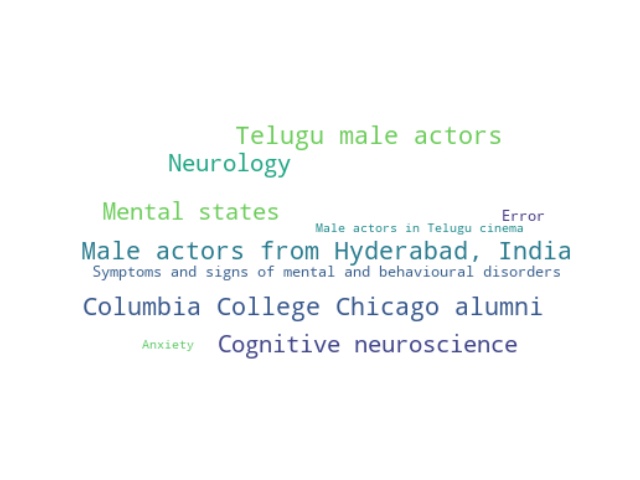 Telugu male actors
Neurology
Mental states
Error
Male actors in Telugu cinema
Male actors from Hyderabad, India
Symptoms and signs of mental and behavioural disorders
Columbia College Chicago alumni
Anxiety
Cognitive neuroscience